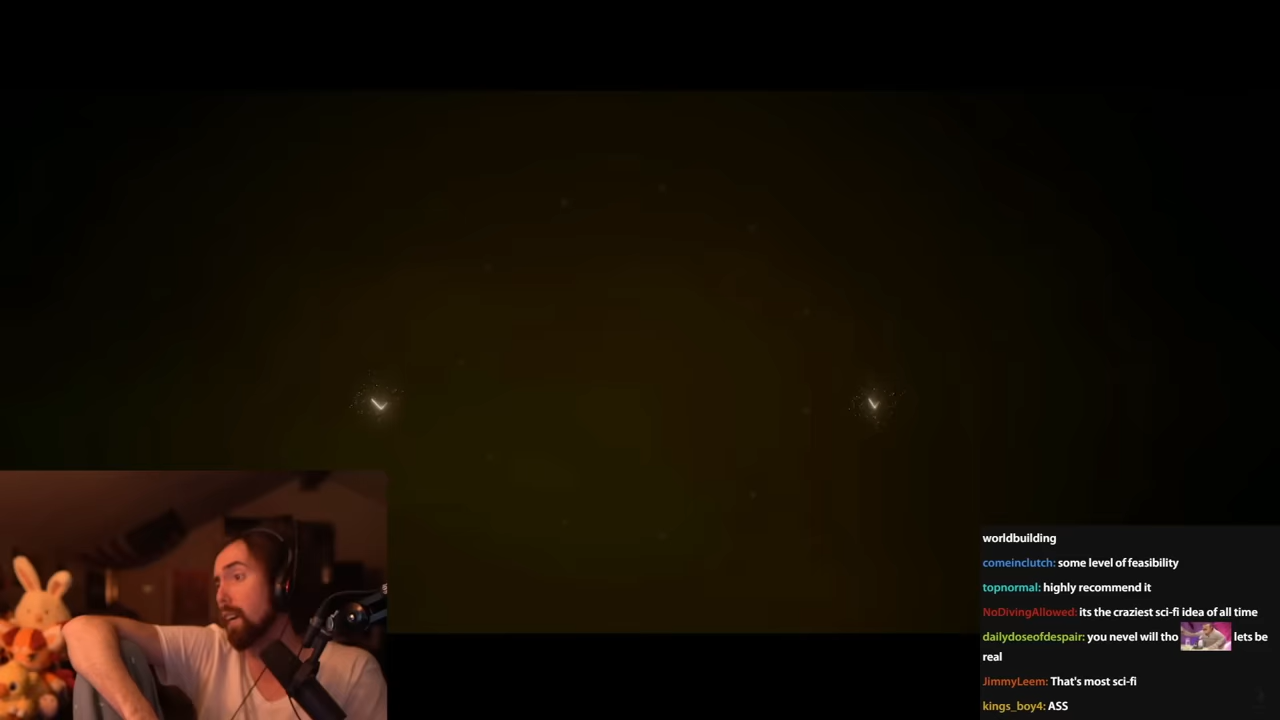 worldbuilding
comeinclutch: some level of feasibility
topnormal: highly recommend it
NoDivingAllowed: its the craziest sci-fi idea of all time
dailydoseofdespair: you nevel will tho lets be
real
JimmyLeem: That's most sci-fi
kings_boy4: ASS